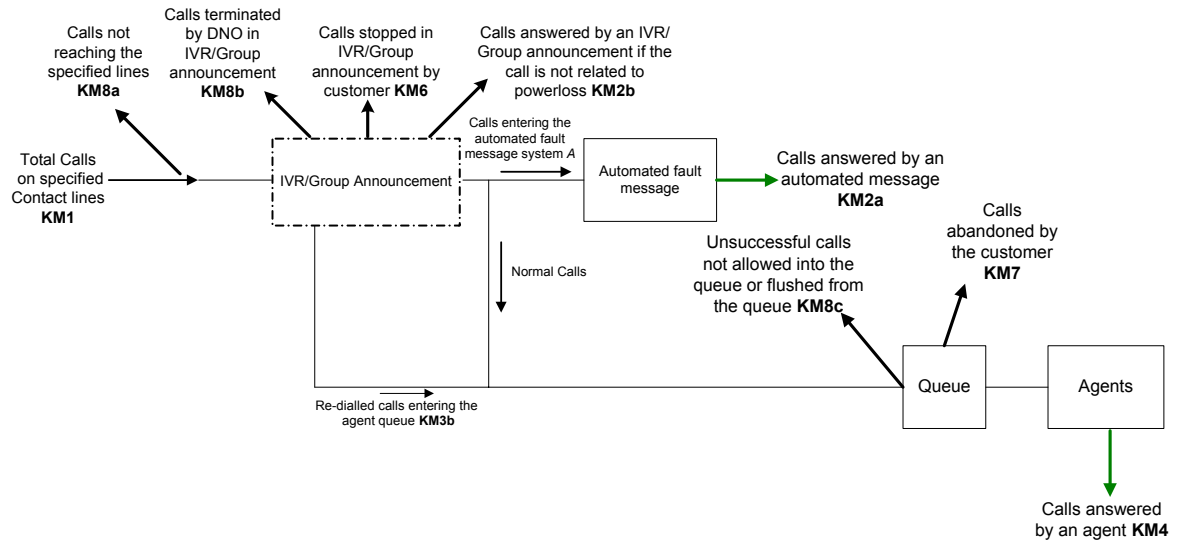 Calls not
reaching the
specified lines
KM8a
Calls terminated
by DNO in
IVR/Group
announcement
KM8b
Calls stopped in
IVR/Group
announcement by
customer KM6
Calls answered by an IVR/
Group announcement if the
call is not related to
powerloss KM2b
Total Calls
on specified
Contact lines
KM1
IVR/Group Announcement
Calls entering the
automated fault
message system A
Automated fault
message
Calls answered by an
automated message
KM2a
Normal Calls
Re-dialled calls entering the
agent queue KM3b
Unsuccessful calls
not allowed into the
queue or flushed from
the queue KM8c
Calls
abandoned by
the customer
KM7
Queue
Agents
Calls answered
by an agent KM4